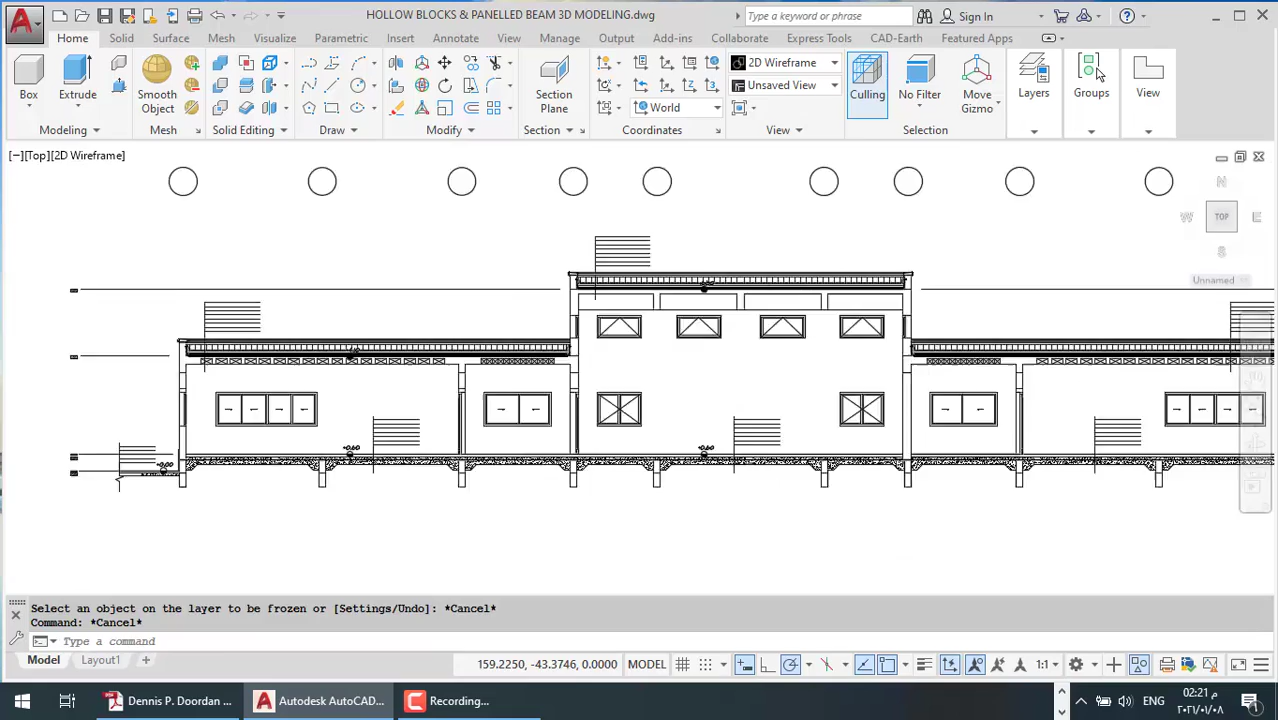 HOLLOW BLOCKS & PANELLED BEAM 3D MODELING.dwg
Type a keyword or phrase
Sign In
Home Solid Surface Mesh Visualize Parametric Insert Annotate View Manage Output Add-ins Collaborate Express Tools CAD-Earth Featured Apps
2D Wireframe
Unsaved View
Box Extrude Smooth Object Section Plane World Culling No Filter Move Gizmo Layers Groups View
Modeling Mesh Solid Editing Draw Modify Section Coordinates View Selection
[−][Top][2D Wireframe]
N
W TOP E
S
Unnamed
Select an object on the layer to be frozen or [Settings/Undo]: *Cancel*
Command: *Cancel*
Type a command
Model Layout1
159.2250, -43.3746, 0.0000 MODEL 1:1
Dennis P. Doordan ...
Autodesk AutoCAD...
Recording...
ENG
02:21 م
٢٠٢١/٠١/٠٨